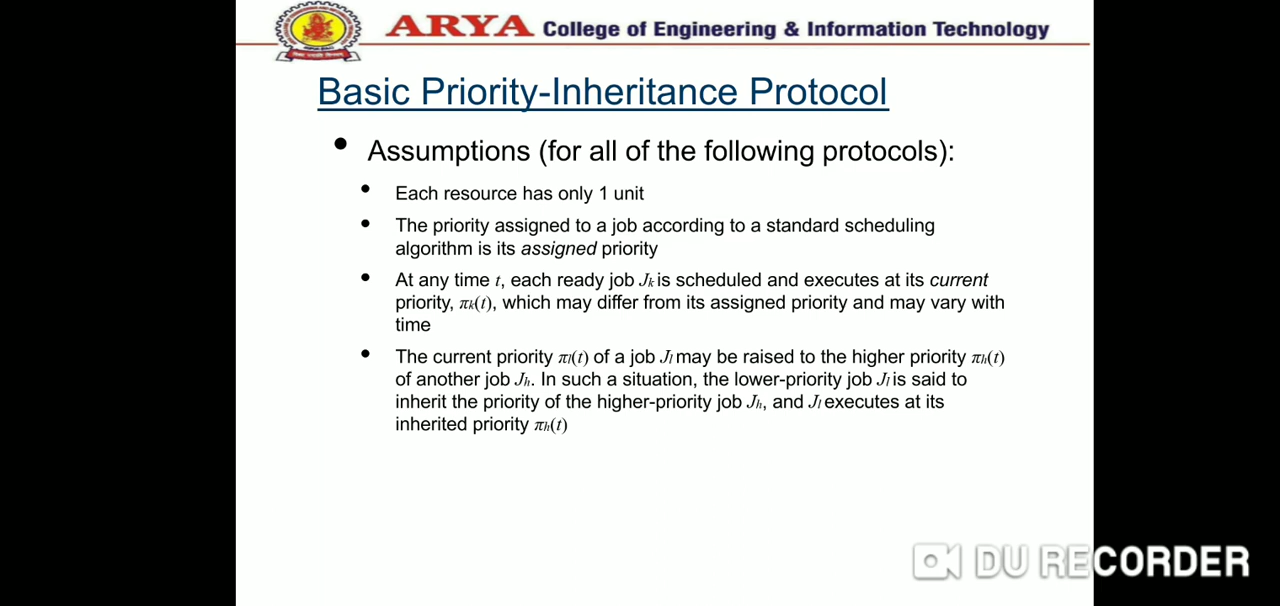 ARYA College of Engineering & Information Technology
Basic Priority-Inheritance Protocol
• Assumptions (for all of the following protocols):
• Each resource has only 1 unit
• The priority assigned to a job according to a standard scheduling
algorithm is its assigned priority
• At any time t, each ready job Jk is scheduled and executes at its current
priority, πk(t), which may differ from its assigned priority and may vary with
time
• The current priority πl(t) of a job Jl may be raised to the higher priority πh(t)
of another job Jh. In such a situation, the lower-priority job Jl is said to
inherit the priority of the higher-priority job Jh, and Jl executes at its
inherited priority πh(t)
DU RECORDER